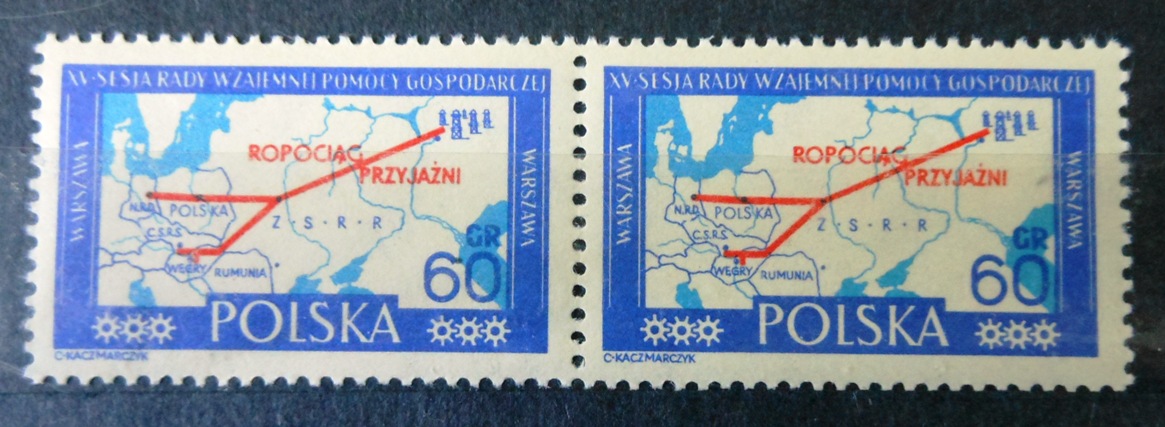 XV·SESJA RADY WZAJEMNEJ POMOCY GOSPODARCZEJ
WARSZAWA
ROPOCIĄG
PRZYJAŹNI
WARSZAWA
N.R.D.
POLSKA
Z·S·R·R
C.S.R.S.
WĘGRY
RUMUNIA
GR
60
POLSKA
C·KACZMARCZYK
XV·SESJA RADY WZAJEMNEJ POMOCY GOSPODARCZEJ
WARSZAWA
ROPOCIĄG
PRZYJAŹNI
WARSZAWA
N.R.D.
POLSKA
Z·S·R·R
C.S.R.S.
WĘGRY
RUMUNIA
GR
60
POLSKA
C·KACZMARCZYK